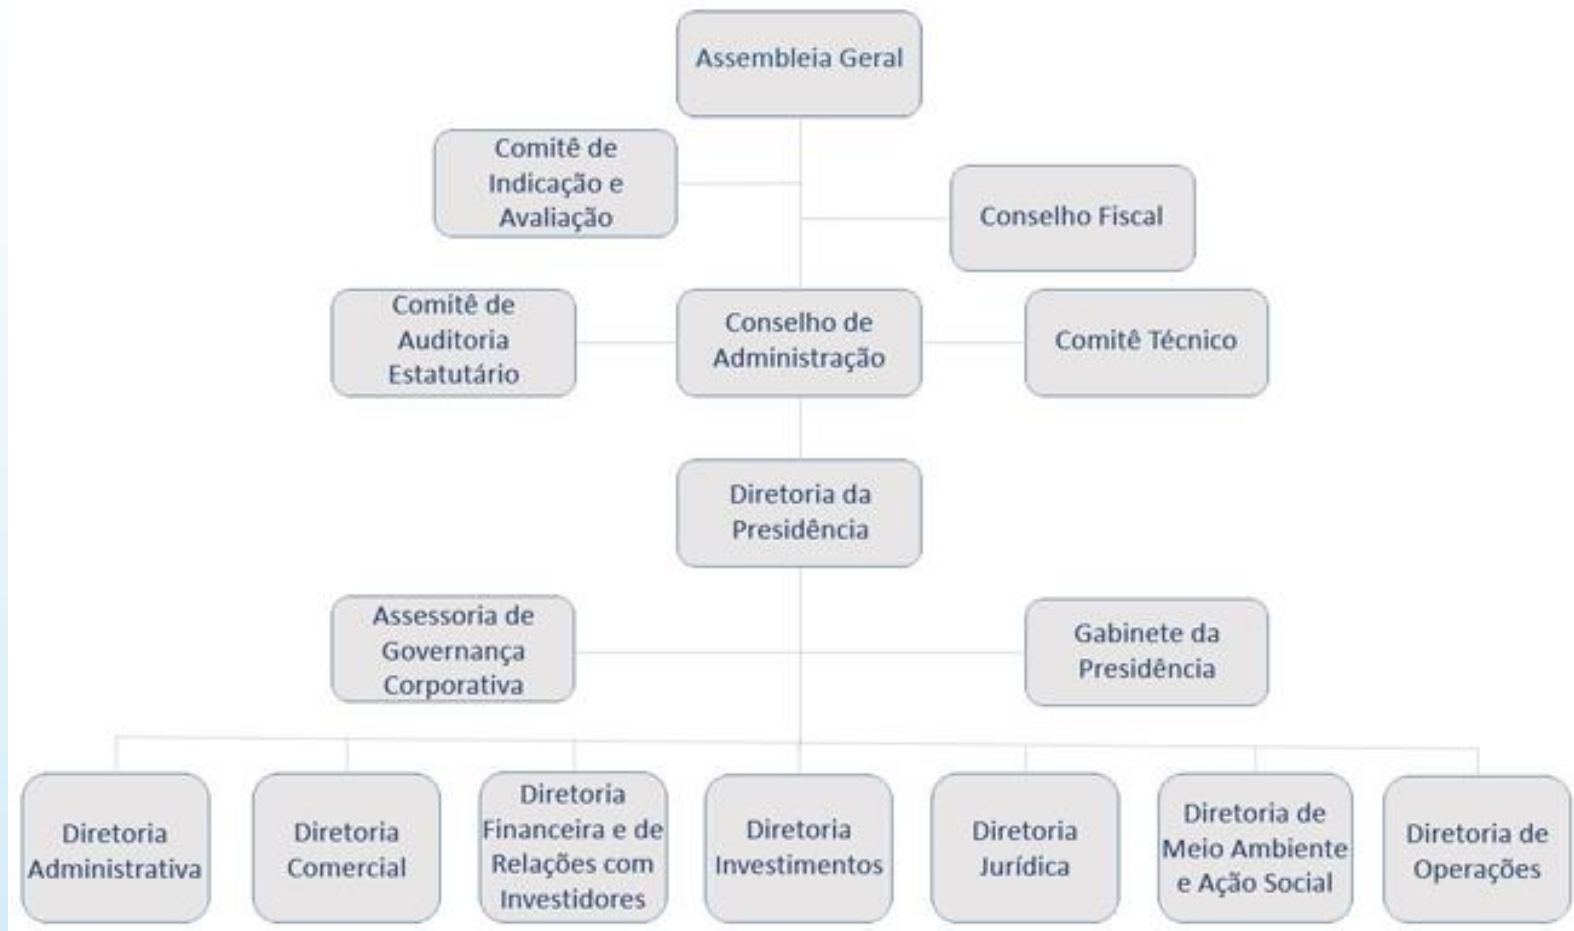 Assembleia Geral
Comitê de
Indicação e
Avaliação
Conselho Fiscal
Comitê de
Auditoria
Estatutário
Conselho de
Administração
Comitê Técnico
Diretoria da
Presidência
Assessoria de
Governança
Corporativa
Gabinete da
Presidência
Diretoria
Administrativa
Diretoria
Comercial
Diretoria
Financeira e de
Relações com
Investidores
Diretoria
Investimentos
Diretoria
Jurídica
Diretoria de
Meio Ambiente
e Ação Social
Diretoria de
Operações